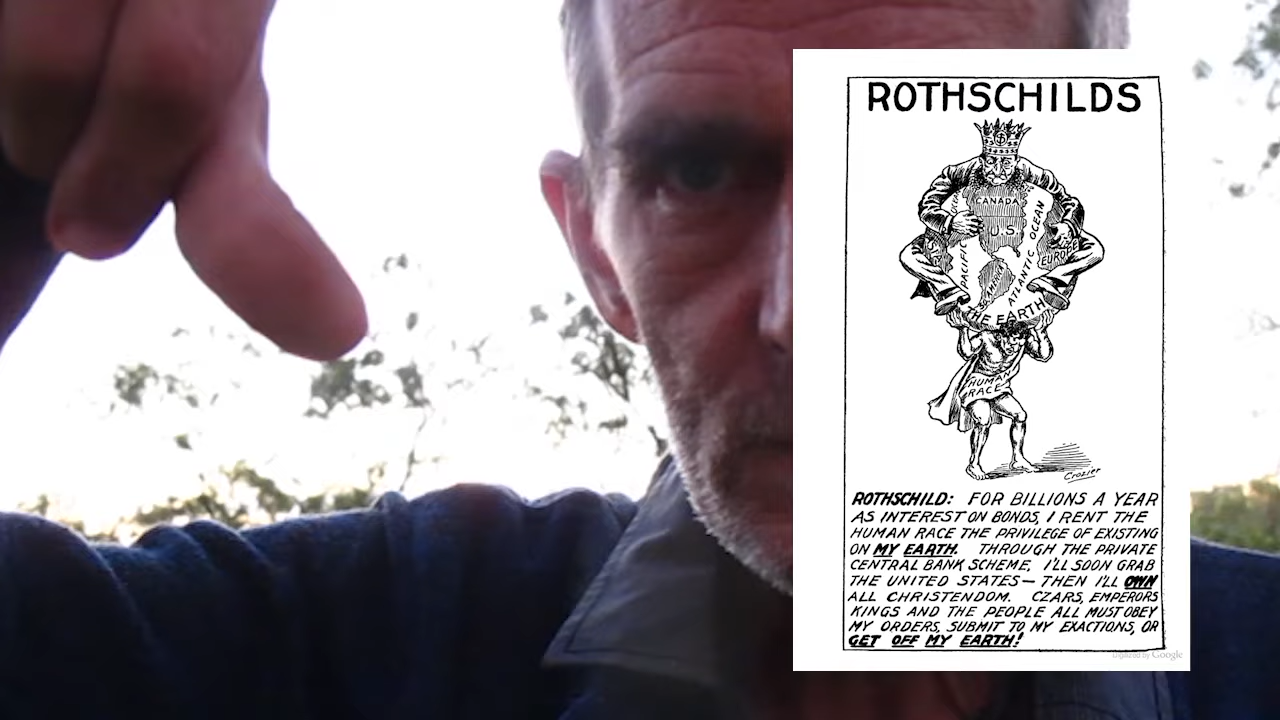 ROTHSCHILDS
CANADA
U.S.
PACIFIC
ATLANTIC OCEAN
EUROPE
THE EARTH
HUMAN
RACE
Crozier
ROTHSCHILD: FOR BILLIONS A YEAR
AS INTEREST ON BONDS, I RENT THE
HUMAN RACE THE PRIVILEGE OF EXISTING
ON MY EARTH. THROUGH THE PRIVATE
CENTRAL BANK SCHEME, I'LL SOON GRAB
THE UNITED STATES— THEN I'LL OWN
ALL CHRISTENDOM. CZARS, EMPERORS
KINGS AND THE PEOPLE ALL MUST OBEY
MY ORDERS, SUBMIT TO MY EXACTIONS, OR
GET OFF MY EARTH!
Digitized by Google